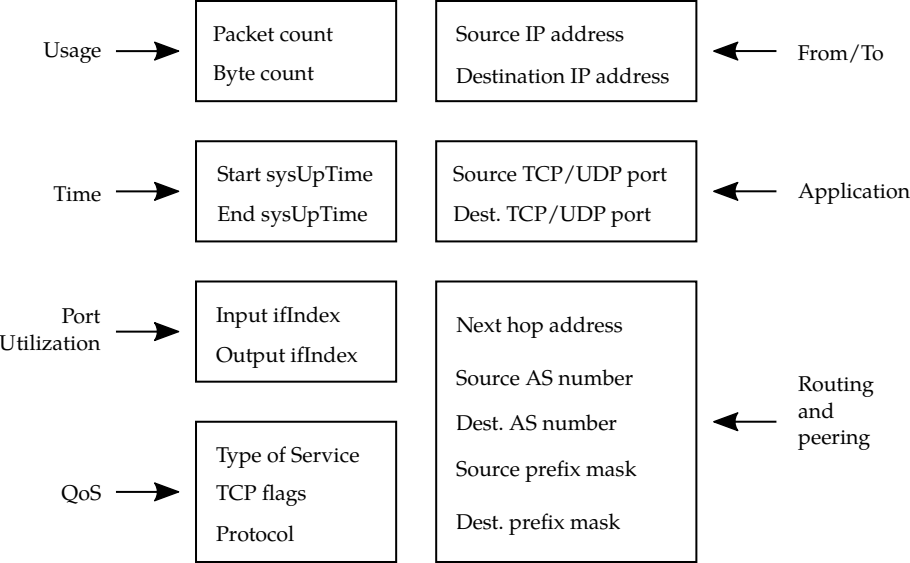 Usage
Packet count
Byte count
Source IP address
Destination IP address
From/To
Time
Start sysUpTime
End sysUpTime
Source TCP/UDP port
Dest. TCP/UDP port
Application
Port
Utilization
Input ifIndex
Output ifIndex
QoS
Type of Service
TCP flags
Protocol
Next hop address
Source AS number
Dest. AS number
Source prefix mask
Dest. prefix mask
Routing
and
peering